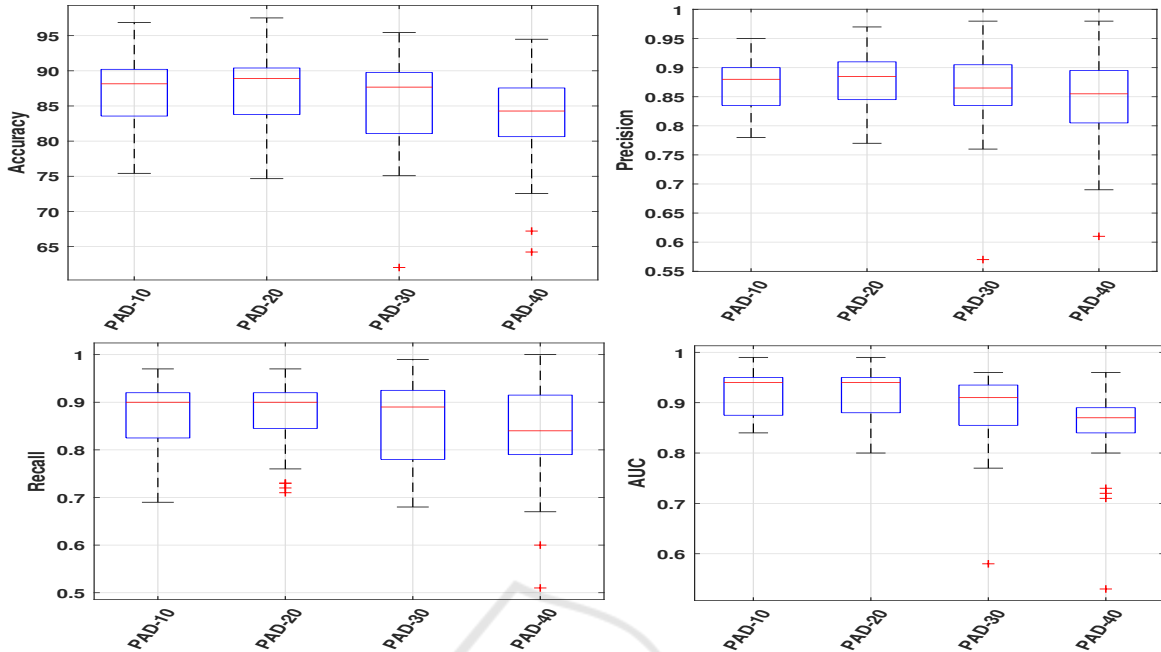 95
90
85
80
75
70
65
Accuracy
PAD-10
PAD-20
PAD-30
PAD-40
1
0.95
0.9
0.85
0.8
0.75
0.7
0.65
0.6
0.55
Precision
PAD-10
PAD-20
PAD-30
PAD-40
1
0.9
0.8
0.7
0.6
0.5
Recall
PAD-10
PAD-20
PAD-30
PAD-40
1
0.9
0.8
0.7
0.6
AUC
PAD-10
PAD-20
PAD-30
PAD-40